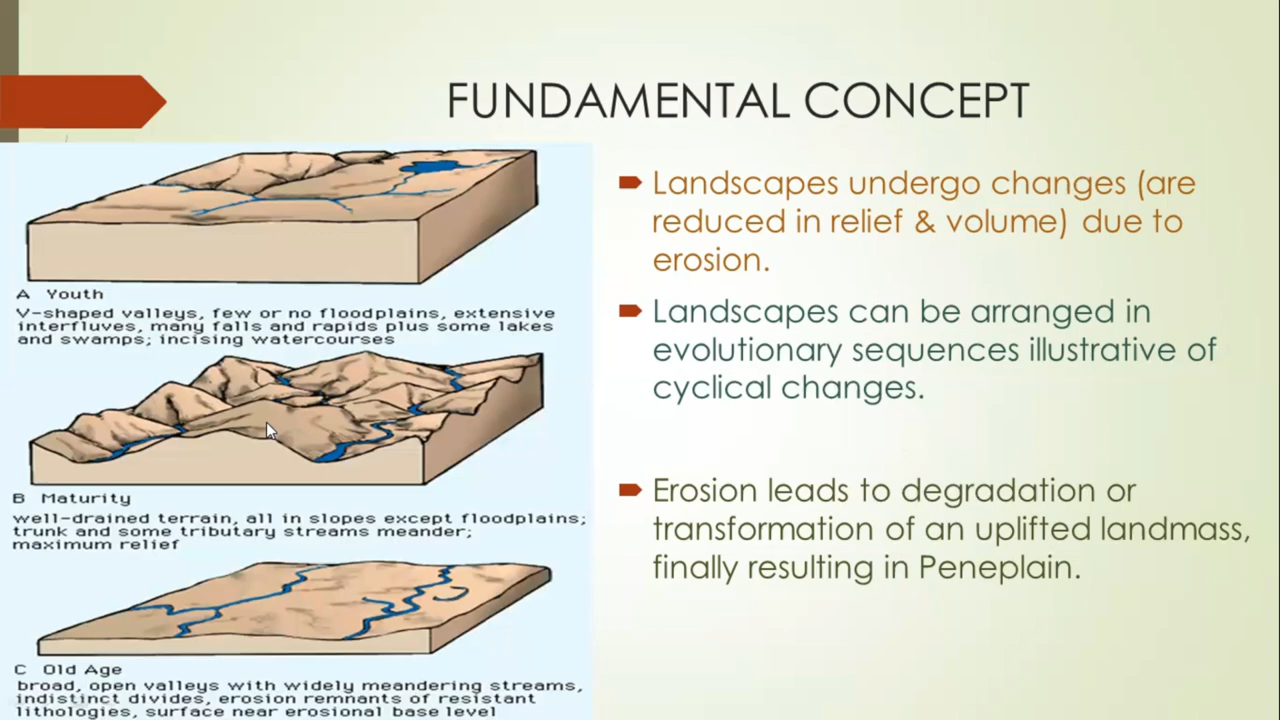 FUNDAMENTAL CONCEPT
A Youth
V-shaped valleys, few or no floodplains, extensive
interfluves, many falls and rapids plus some lakes
and swamps; incising watercourses
B Maturity
well-drained terrain, all in slopes except floodplains;
trunk and some tributary streams meander;
maximum relief
C Old Age
broad, open valleys with widely meandering streams,
indistinct divides, erosion remnants of resistant
lithologies, surface near erosional base level
Landscapes undergo changes (are
reduced in relief & volume) due to
erosion.
Landscapes can be arranged in
evolutionary sequences illustrative of
cyclical changes.
Erosion leads to degradation or
transformation of an uplifted landmass,
finally resulting in Peneplain.